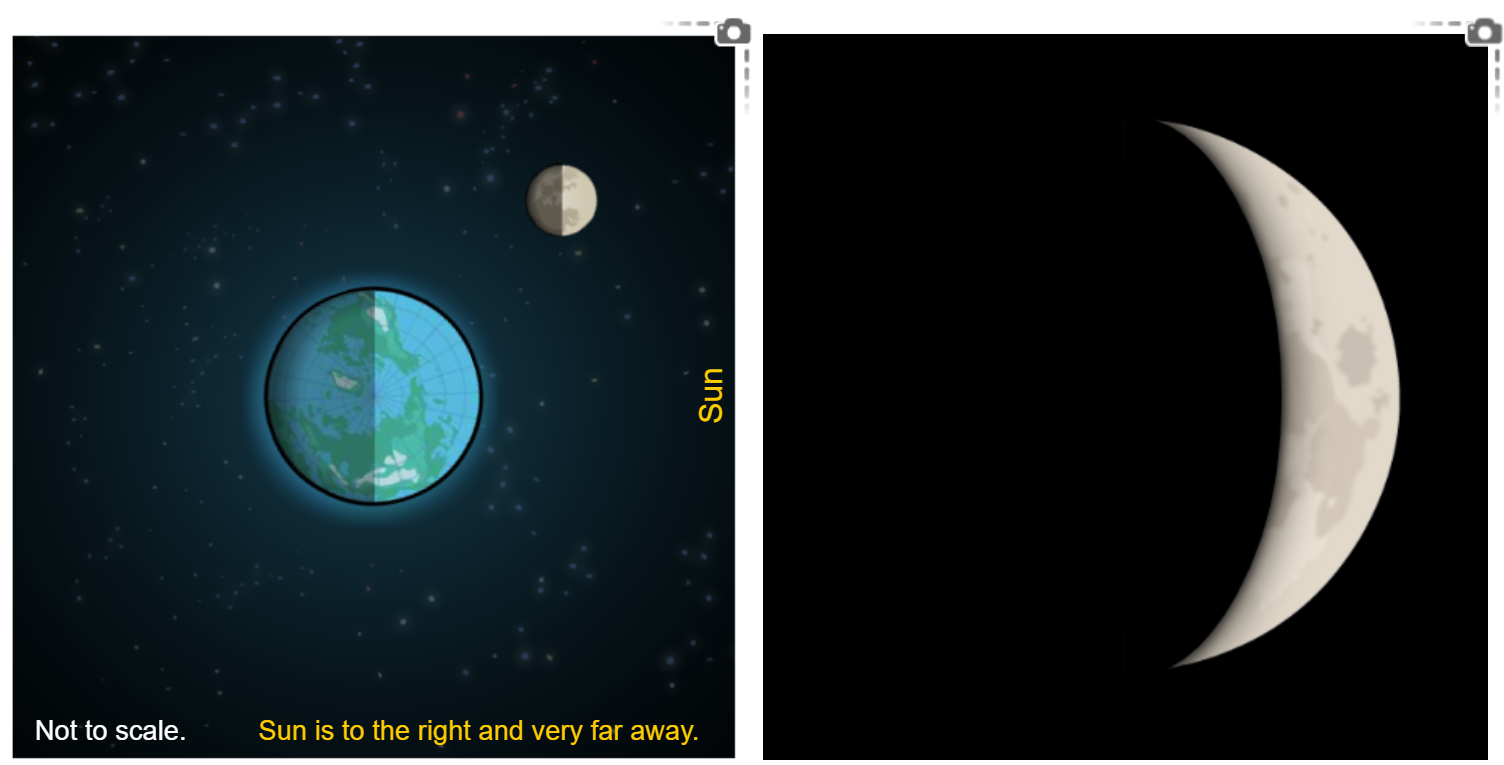 Sun
Not to scale.
Sun is to the right and very far away.